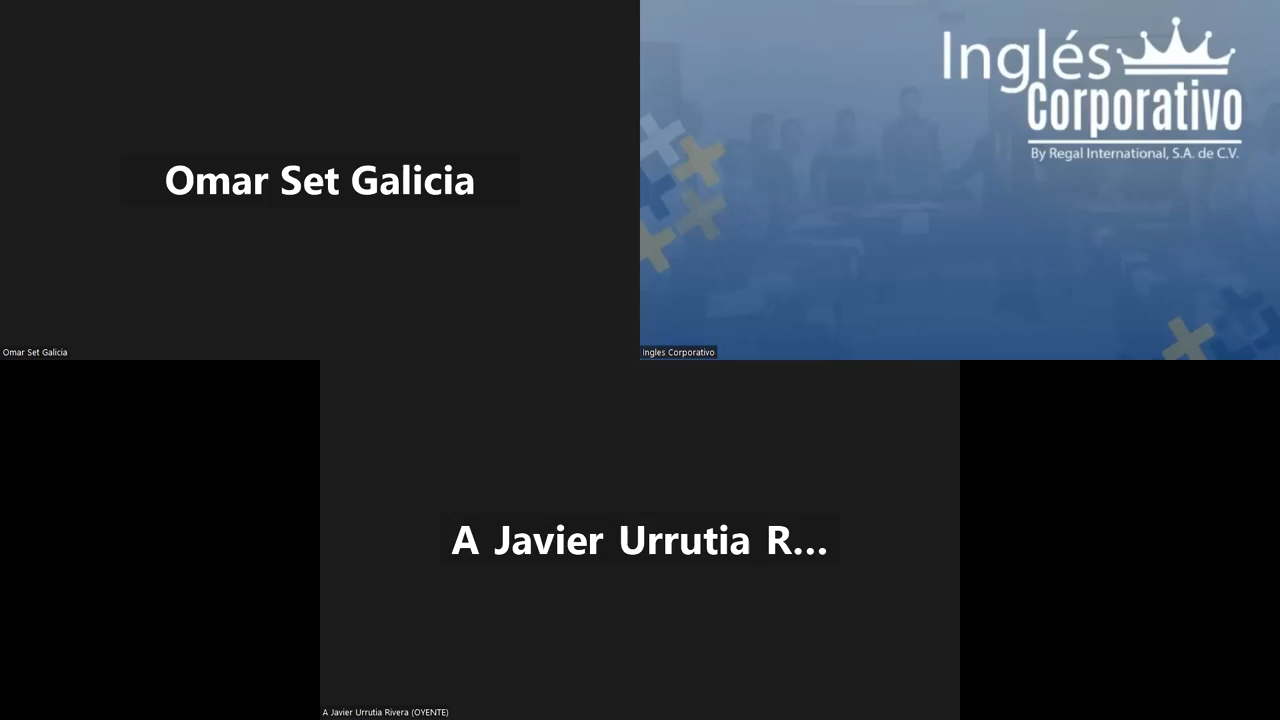 Omar Set Galicia
Omar Set Galicia
Inglés
Corporativo
By Regal International, S.A. de C.V.
Ingles Corporativo
A Javier Urrutia R...
A Javier Urrutia Rivera (OYENTE)